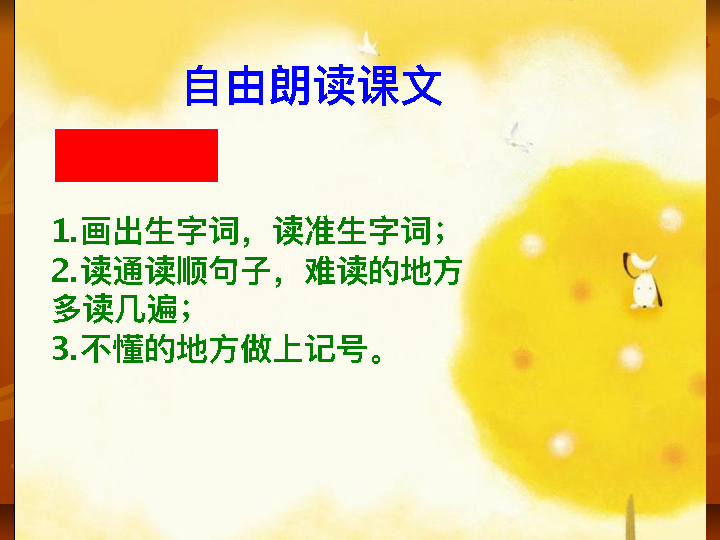 自由朗读课文
1.画出生字词，读准生字词；
2.读通读顺句子，难读的地方
多读几遍；
3.不懂的地方做上记号。